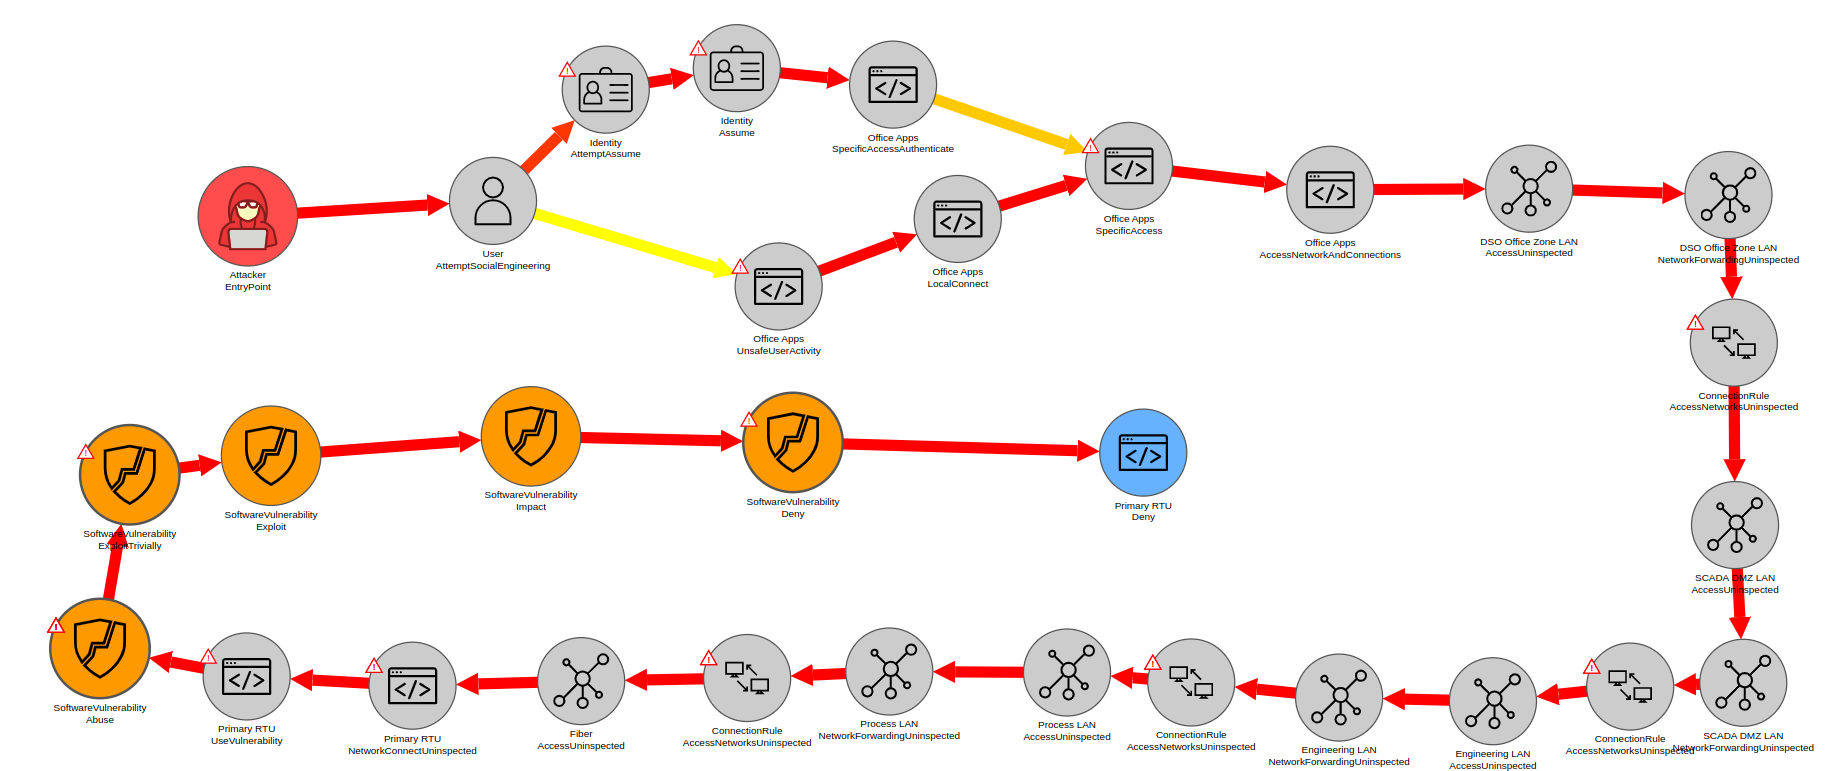 Identity
AttemptAssume
Identity
Assume
Office Apps
SpecificAccessAuthenticate
Attacker
EntryPoint
User
AttemptSocialEngineering
Office Apps
UnsafeUserActivity
Office Apps
LocalConnect
Office Apps
SpecificAccess
Office Apps
AccessNetworkAndConnections
DSO Office Zone LAN
AccessUninspected
DSO Office Zone LAN
NetworkForwardingUninspected
ConnectionRule
AccessNetworksUninspected
SoftwareVulnerability
ExploitTrivially
SoftwareVulnerability
Exploit
SoftwareVulnerability
Impact
SoftwareVulnerability
Deny
Primary RTU
Deny
SCADA DMZ LAN
AccessUninspected
SoftwareVulnerability
Abuse
Primary RTU
UseVulnerability
Primary RTU
NetworkConnectUninspected
Fiber
AccessUninspected
ConnectionRule
AccessNetworksUninspected
Process LAN
NetworkForwardingUninspected
Process LAN
AccessUninspected
ConnectionRule
AccessNetworksUninspected
Engineering LAN
NetworkForwardingUninspected
Engineering LAN
AccessUninspected
ConnectionRule
AccessNetworksUninspected
SCADA DMZ LAN
NetworkForwardingUninspected